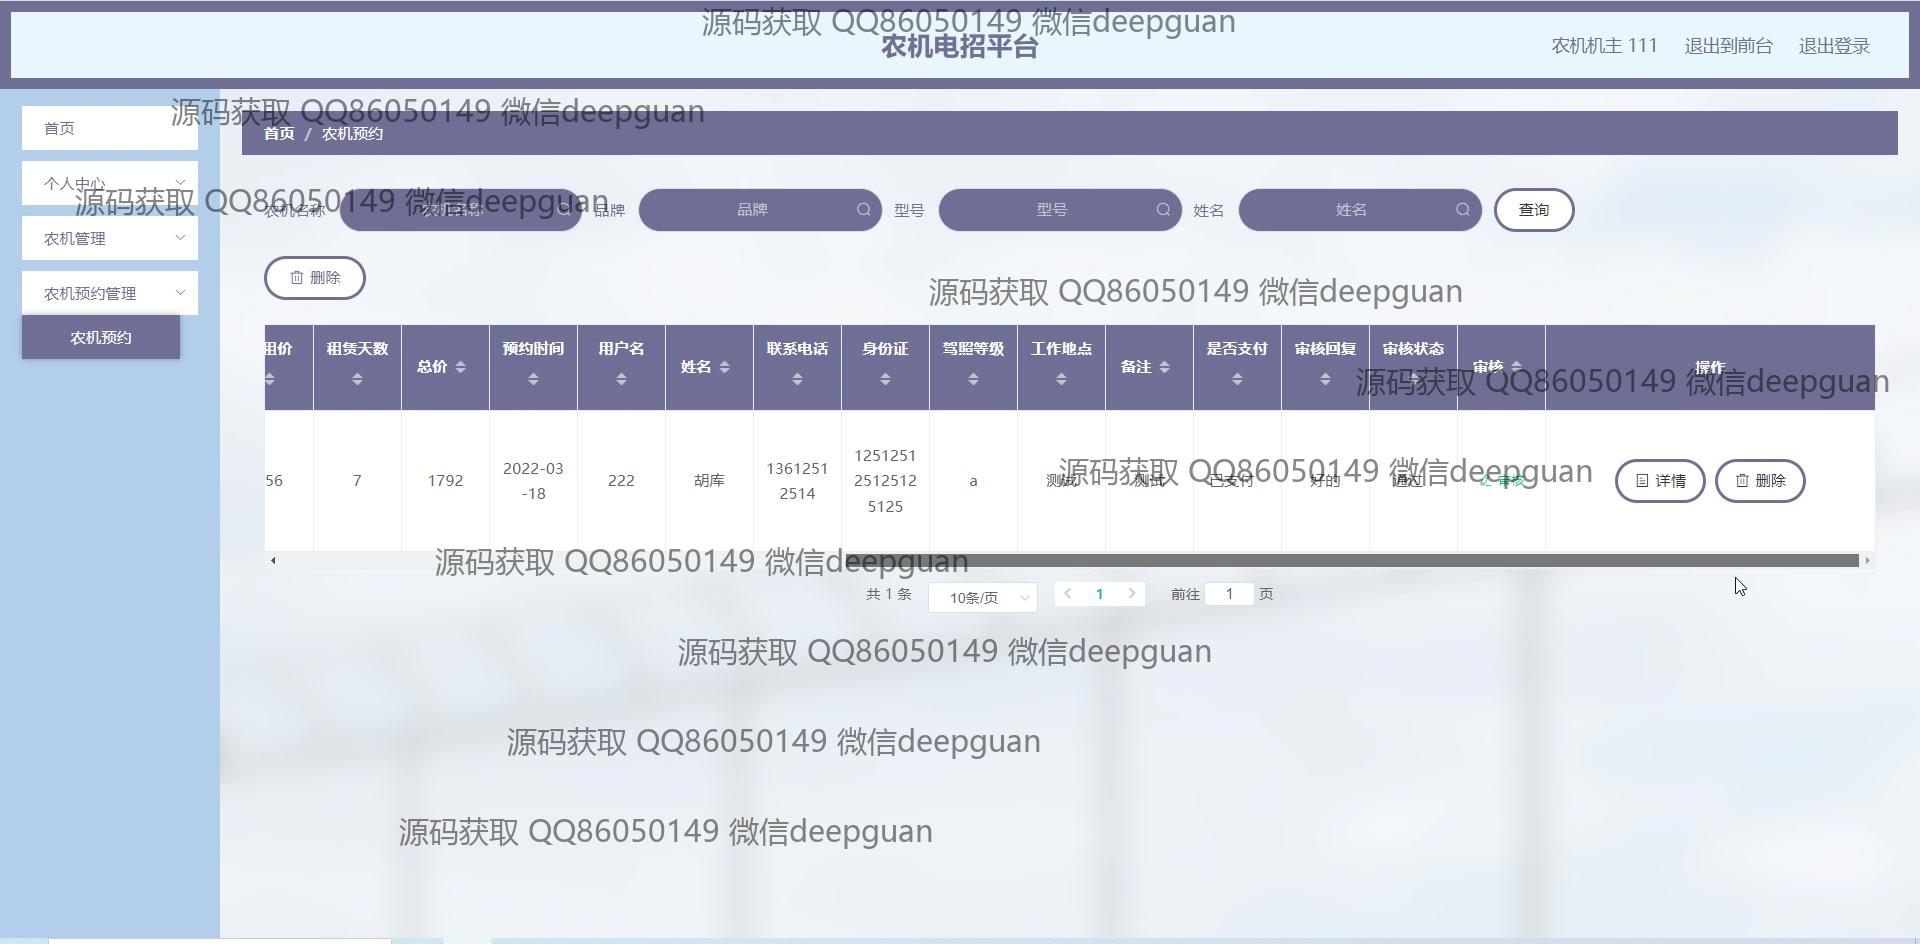 源码获取 QQ86050149 微信deepguan
农机电招平台
农机机主 111 退出到前台 退出登录
源码获取 QQ86050149 微信deepguan
首页
首页 / 农机预约
个人中心
源码获取 QQ86050149 微信deepguan
农机名称 农机名称 品牌 品牌 型号 型号 姓名 姓名 查询
农机管理
删除
农机预约管理
源码获取 QQ86050149 微信deepguan
农机预约
租价 租赁天数 总价 预约时间 用户名 姓名 联系电话 身份证 驾照等级 工作地点 备注 是否支付 审核回复 审核状态 审核 操作
源码获取 QQ86050149 微信deepguan
56 7 1792 2022-03-18 222 胡库 13612512514 125125125125125125 a 测试 测试 已支付 好的 通过 审核 详情 删除
源码获取 QQ86050149 微信deepguan
源码获取 QQ86050149 微信deepguan
共 1 条 10条/页 1 前往 1 页
源码获取 QQ86050149 微信deepguan
源码获取 QQ86050149 微信deepguan
源码获取 QQ86050149 微信deepguan